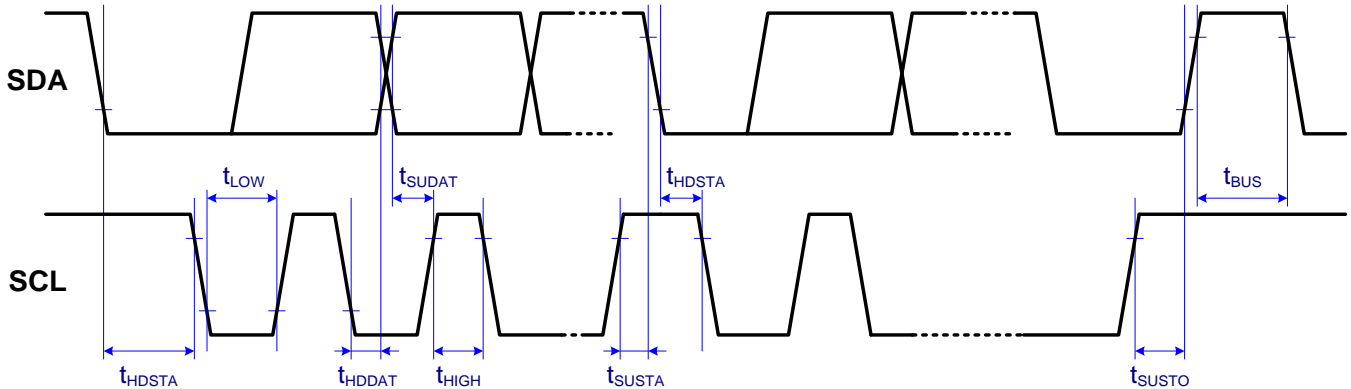 SDA
tLOW tSUDAT tHDSTA tBUS
SCL
tHDSTA tHDDAT tHIGH tSUSTA tSUSTO